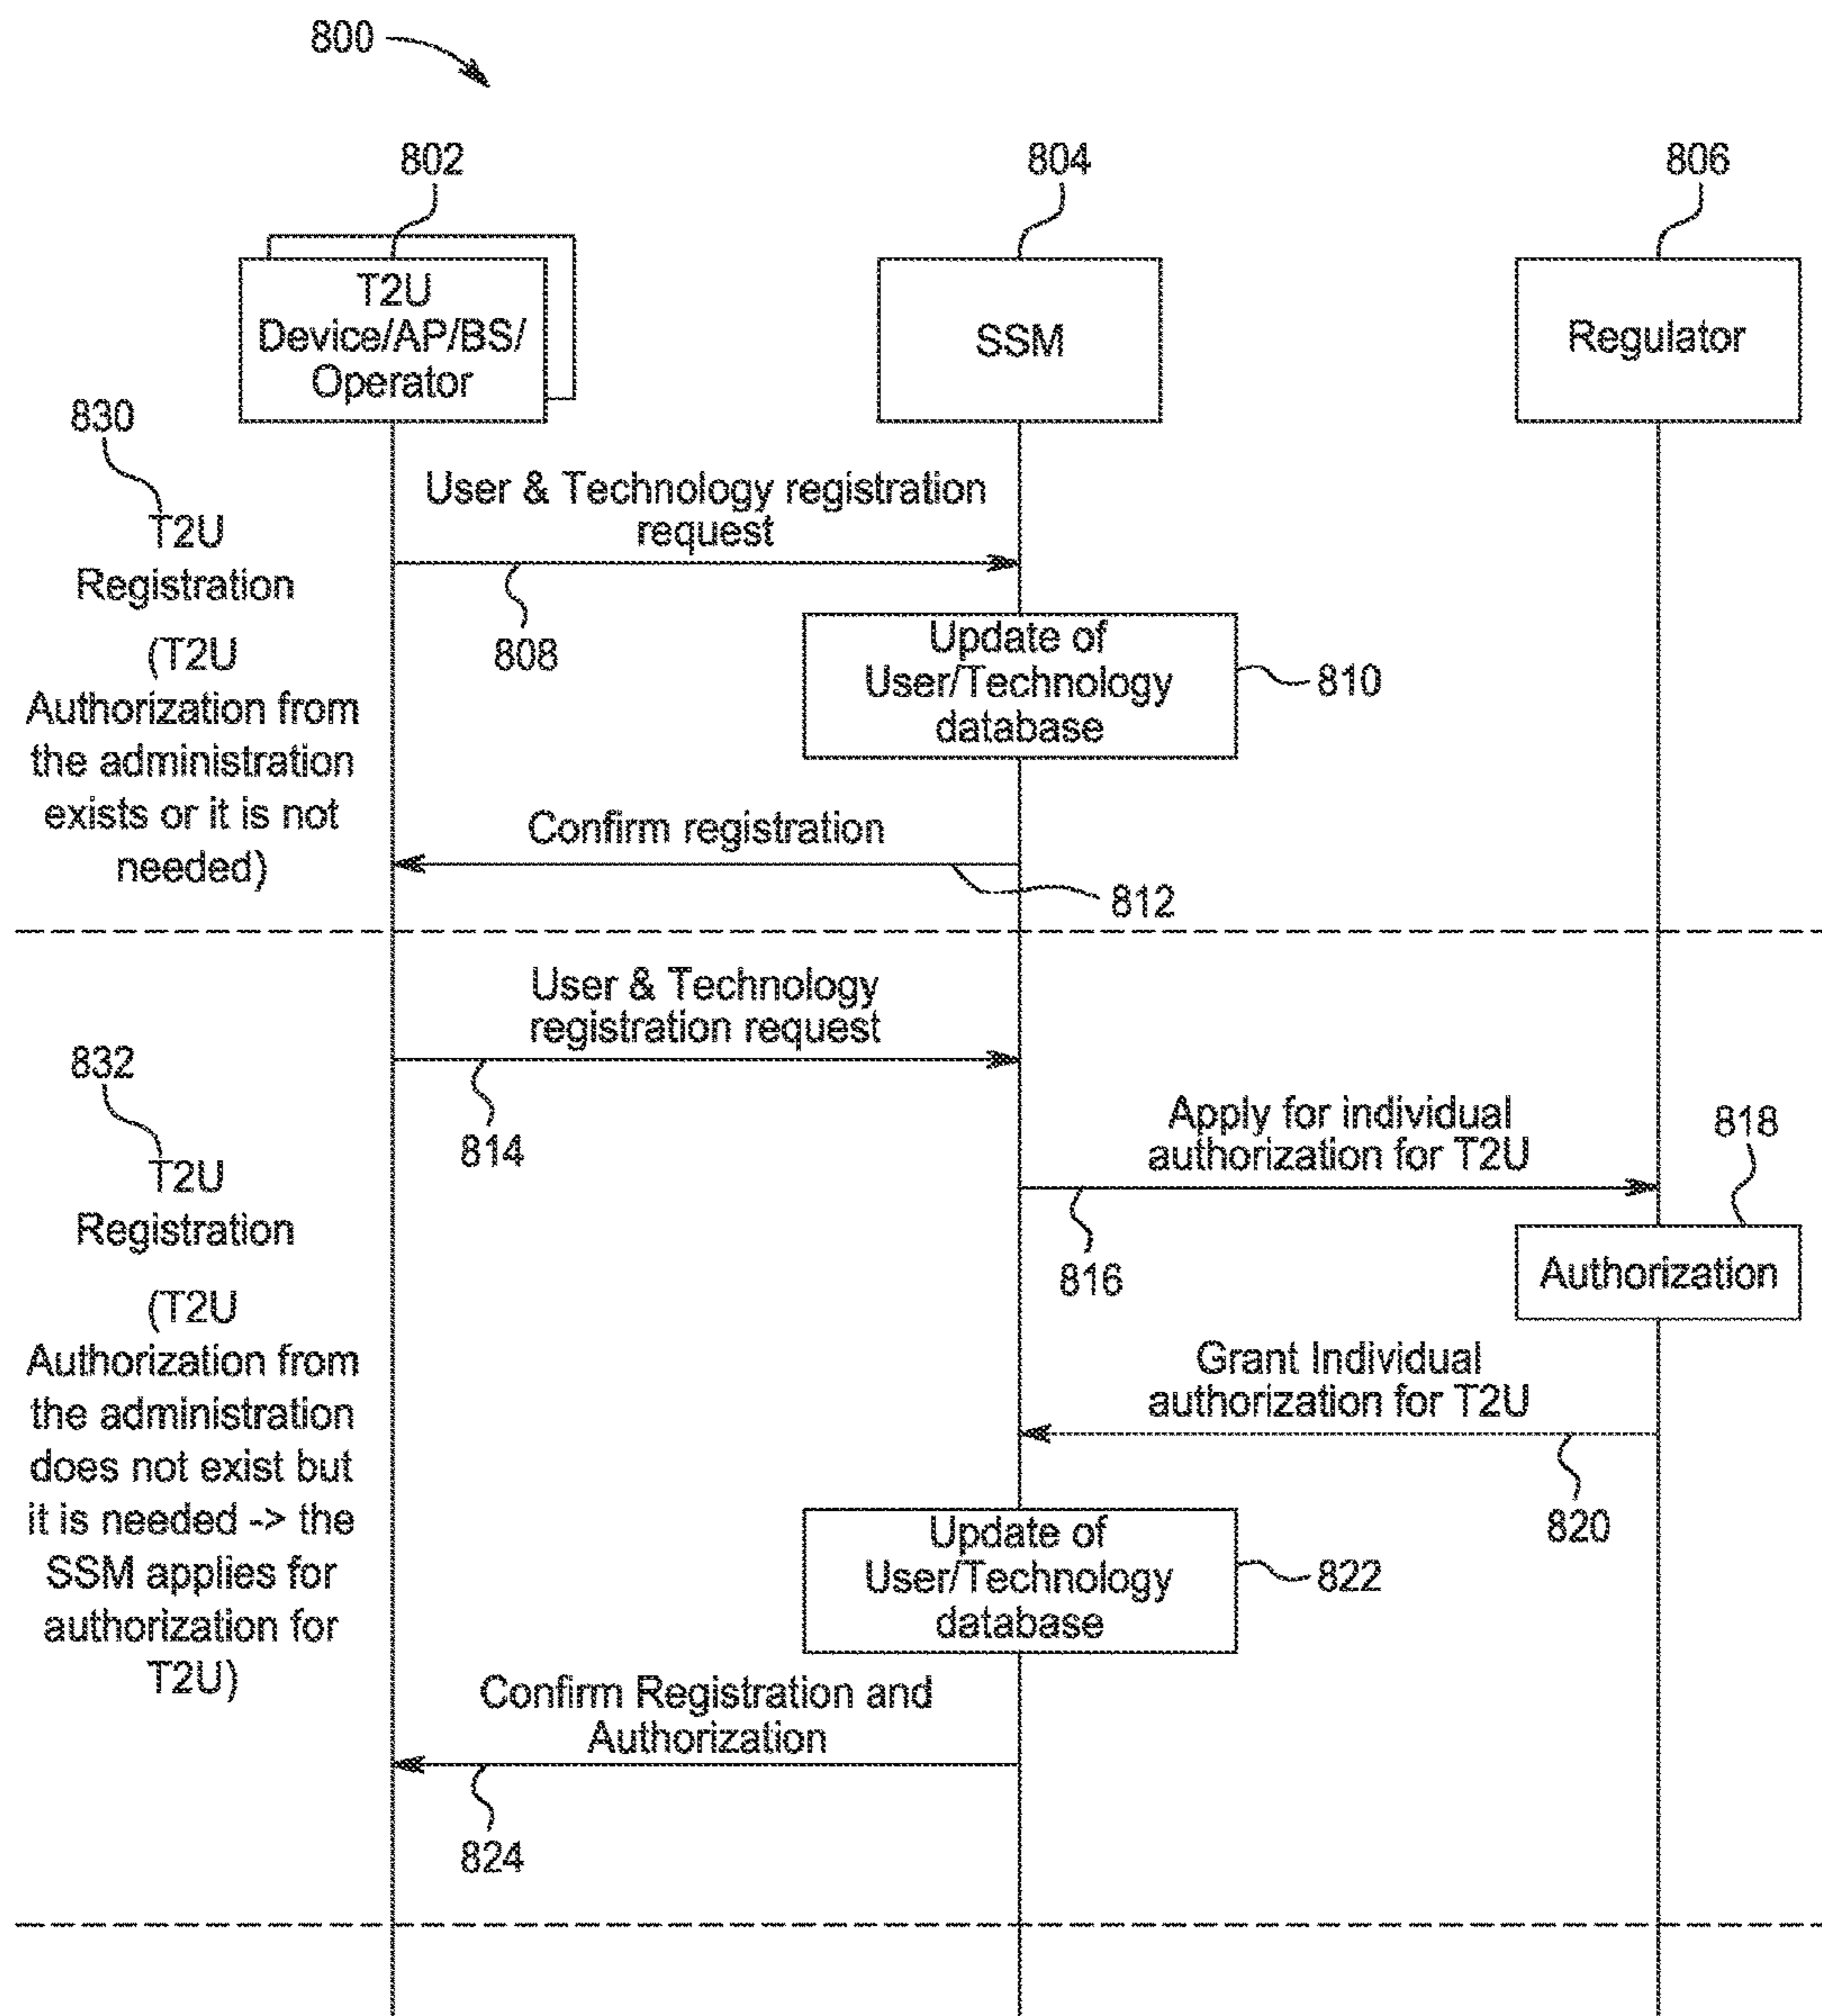 800
802
804
806
T2U
Device/AP/BS/
Operator
SSM
Regulator
830
T2U
Registration
(T2U
Authorization from
the administration
exists or it is not
needed)
User & Technology registration
request
808
Update of
User/Technology
database
810
Confirm registration
812
832
T2U
Registration
(T2U
Authorization from
the administration
does not exist but
it is needed -> the
SSM applies for
authorization for
T2U)
User & Technology
registration request
814
Apply for individual
authorization for T2U
816
818
Authorization
Grant Individual
authorization for T2U
820
Update of
User/Technology
database
822
Confirm Registration and
Authorization
824